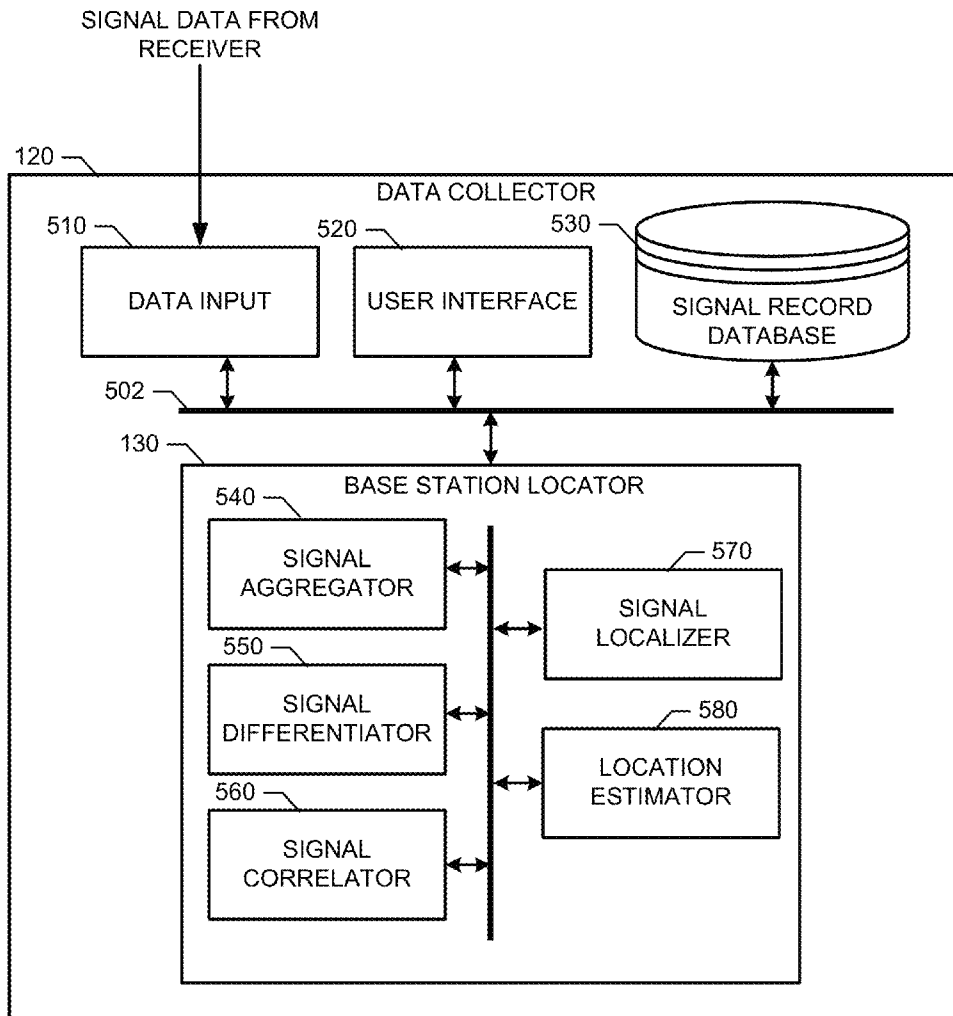 SIGNAL DATA FROM
RECEIVER
120
DATA COLLECTOR
510
DATA INPUT
520
USER INTERFACE
530
SIGNAL RECORD
DATABASE
502
130
BASE STATION LOCATOR
540
SIGNAL
AGGREGATOR
550
SIGNAL
DIFFERENTIATOR
560
SIGNAL
CORRELATOR
570
SIGNAL
LOCALIZER
580
LOCATION
ESTIMATOR